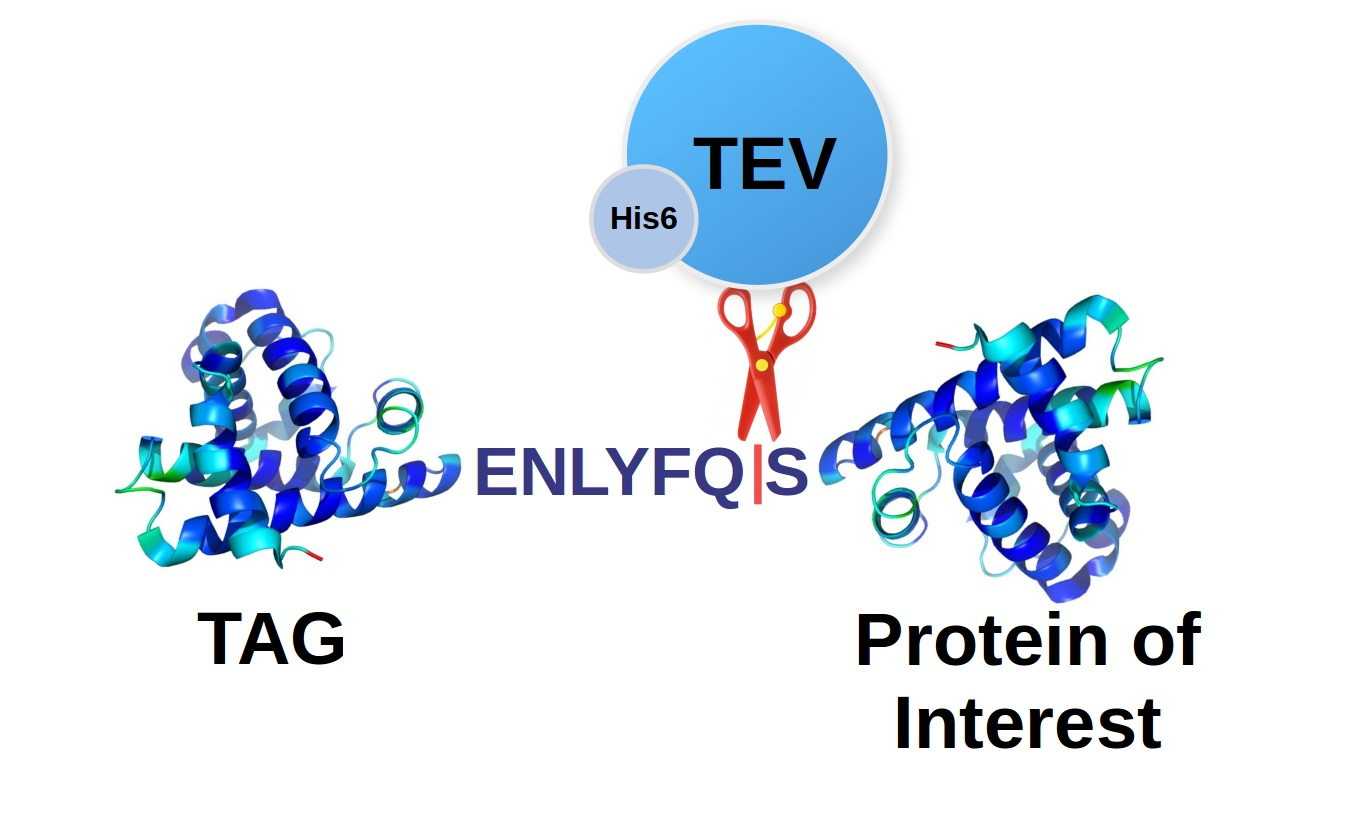 TEV
His6
ENLYFQ|S
TAG
Protein of
Interest